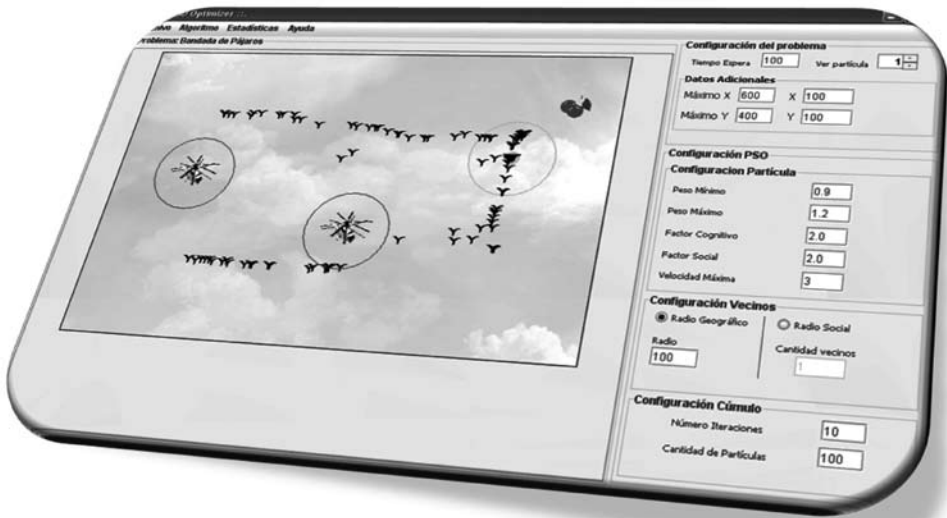 Optimizer ::.
Algoritmo Estadísticas Ayuda
Problema: Bandada de Pájaros
Configuración del problema
Tiempo Espera 100 Ver partícula 1
Datos Adicionales
Máximo X 600 X 100
Máximo Y 400 Y 100
Configuración PSO
Configuracion Partícula
Peso Mínimo 0.9
Peso Máximo 1.2
Factor Cognitivo 2.0
Factor Social 2.0
Velocidad Máxima 3
Configuración Vecinos
Radio Geográfico Radio Social
Radio Cantidad vecinos
100 1
Configuración Cúmulo
Número Iteraciones 10
Cantidad de Partículas 100